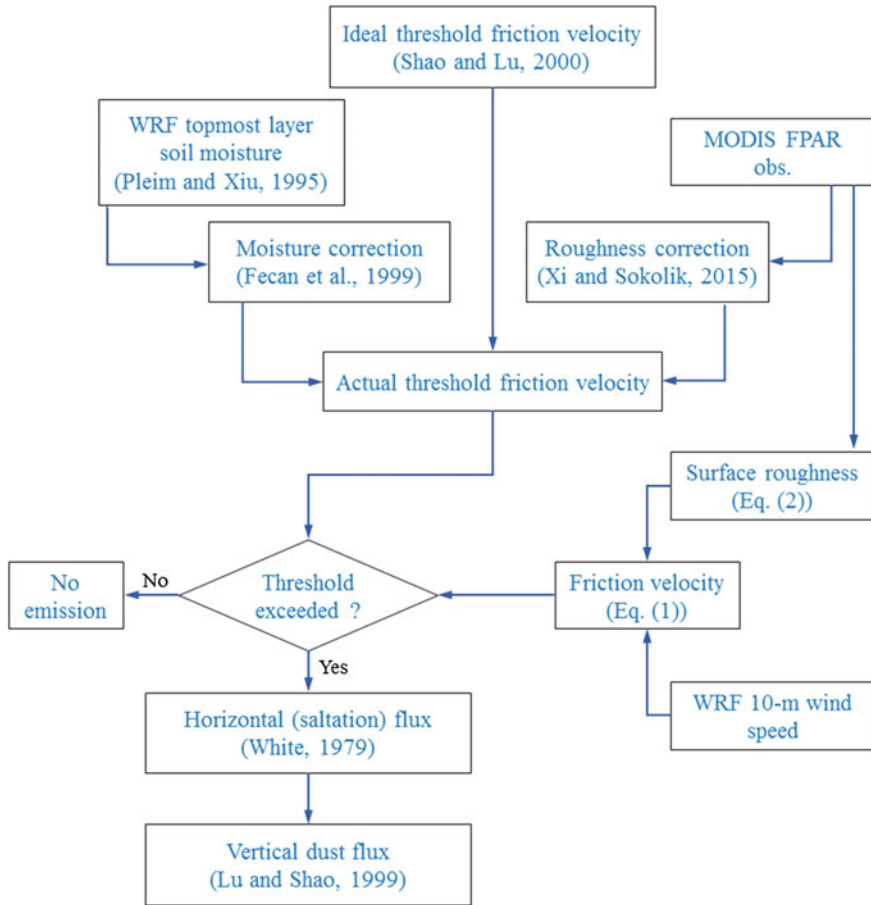 Ideal threshold friction velocity
(Shao and Lu, 2000)
WRF topmost layer
soil moisture
(Pleim and Xiu, 1995)
MODIS FPAR
obs.
Moisture correction
(Fecan et al., 1999)
Roughness correction
(Xi and Sokolik, 2015)
Actual threshold friction velocity
Surface roughness
(Eq. (2))
No
emission
No
Threshold
exceeded ?
Friction velocity
(Eq. (1))
Yes
Horizontal (saltation) flux
(White, 1979)
WRF 10-m wind
speed
Vertical dust flux
(Lu and Shao, 1999)